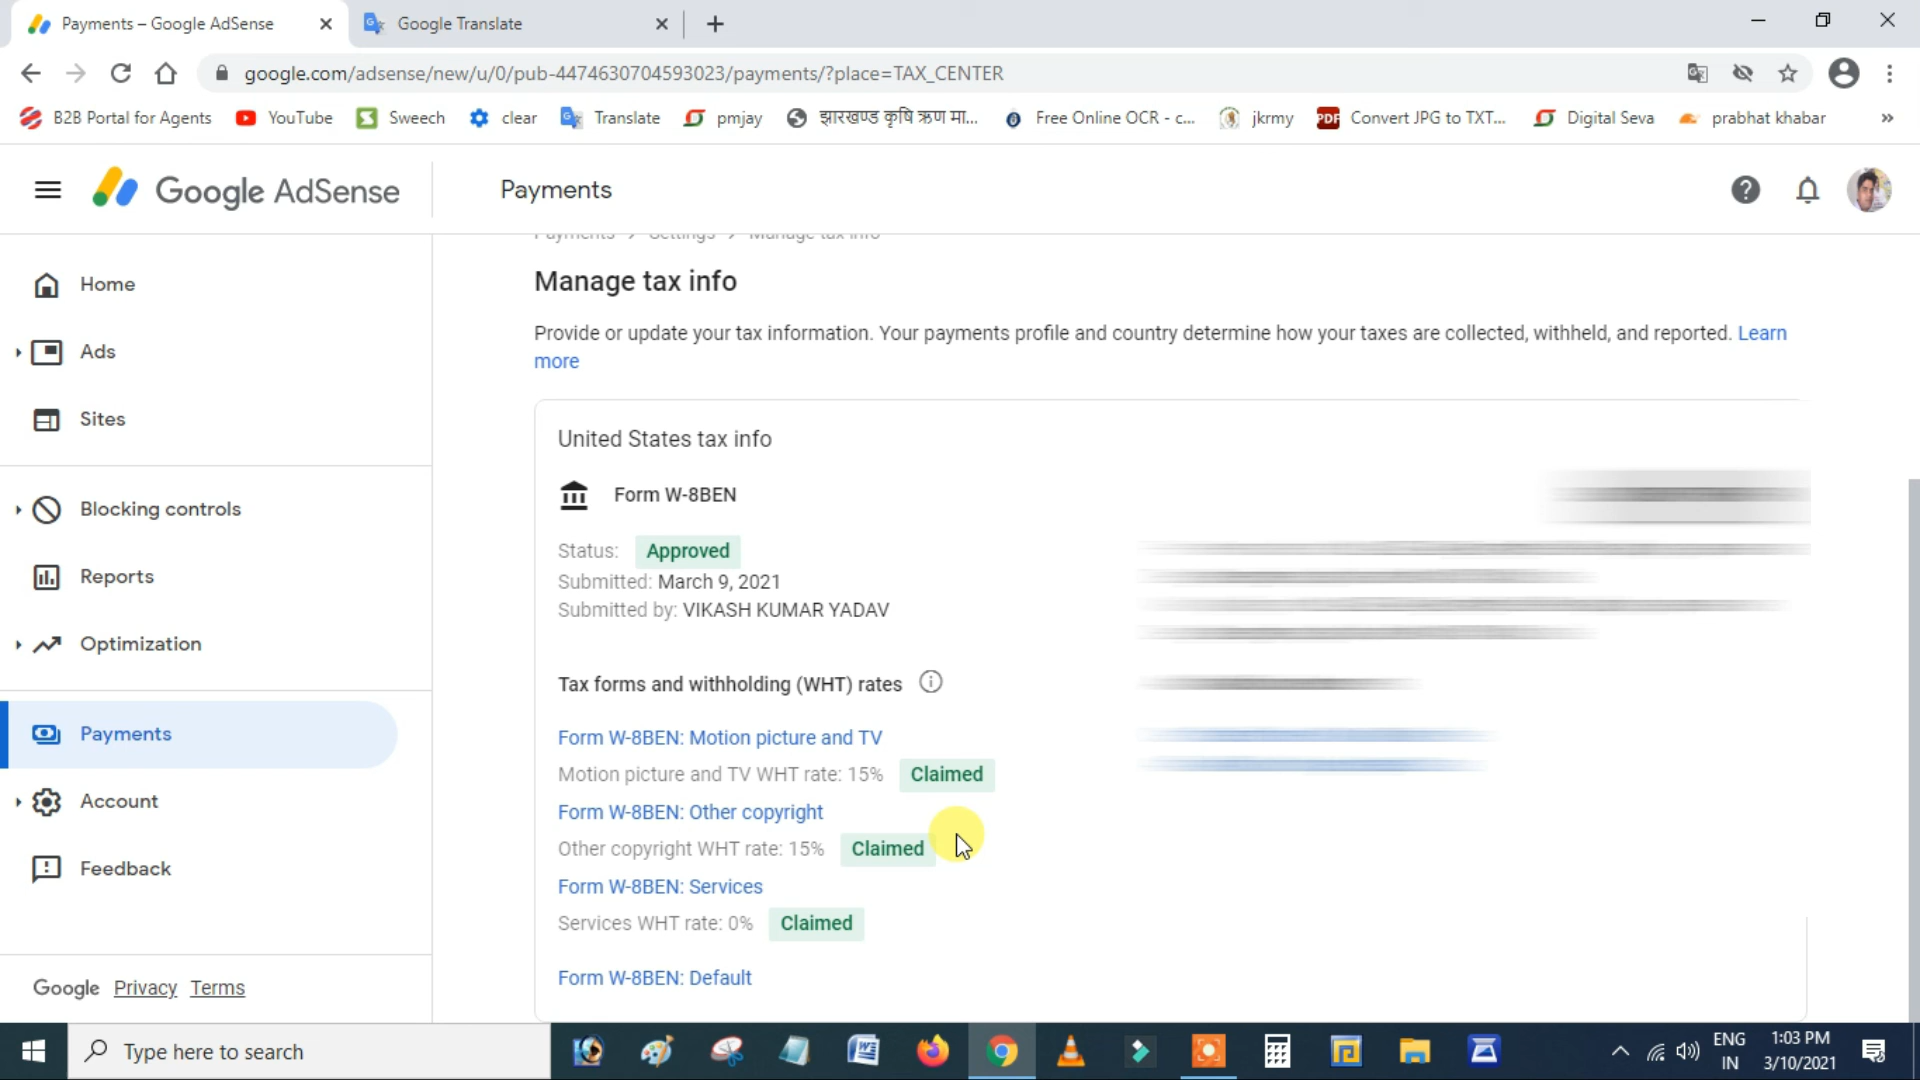 Payments – Google AdSense
Google Translate
google.com/adsense/new/u/0/pub-4474630704593023/payments/?place=TAX_CENTER
B2B Portal for Agents
YouTube
Sweech
clear
Translate
pmjay
झारखण्ड कृषि ऋण मा...
Free Online OCR - c...
jkrmy
PDF
Convert JPG to TXT...
Digital Seva
prabhat khabar
»
Google AdSense
Payments
Payments > Settings > Manage tax info
Home
Ads
Sites
Blocking controls
Reports
Optimization
Payments
Account
Feedback
Google Privacy Terms
Manage tax info
Provide or update your tax information. Your payments profile and country determine how your taxes are collected, withheld, and reported. Learn
more
United States tax info
Form W-8BEN
Status: Approved
Submitted: March 9, 2021
Submitted by: VIKASH KUMAR YADAV
Tax forms and withholding (WHT) rates
Form W-8BEN: Motion picture and TV
Motion picture and TV WHT rate: 15% Claimed
Form W-8BEN: Other copyright
Other copyright WHT rate: 15% Claimed
Form W-8BEN: Services
Services WHT rate: 0% Claimed
Form W-8BEN: Default
Type here to search
ENG
IN
1:03 PM
3/10/2021